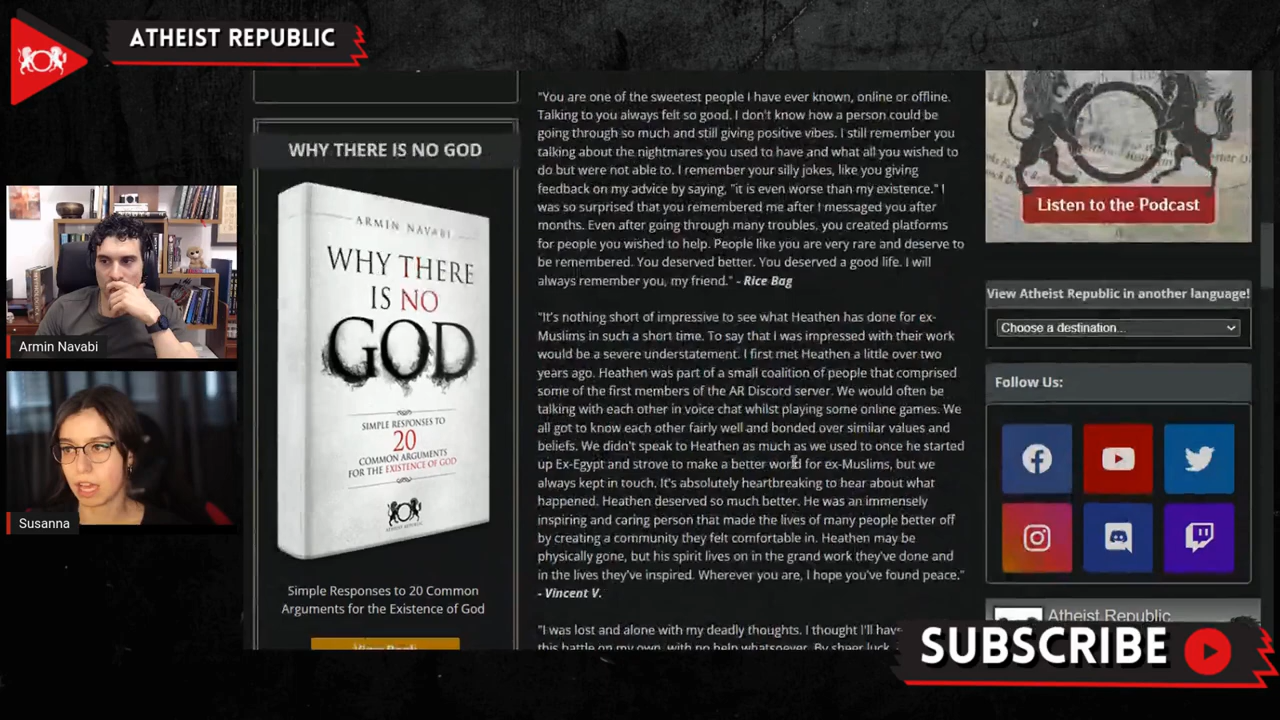 ATHEIST REPUBLIC
WHY THERE IS NO GOD
ARMIN NAVABI
WHY THERE
IS NO
GOD
SIMPLE RESPONSES TO
20
COMMON ARGUMENTS
FOR THE EXISTENCE OF GOD
ATHEIST REPUBLIC
Simple Responses to 20 Common
Arguments for the Existence of God
"You are one of the sweetest people I have ever known, online or offline.
Talking to you always felt so good. I don't know how a person could be
going through so much and still giving positive vibes. I still remember you
talking about the nightmares you used to have and what all you wished to
do but were not able to. I remember your silly jokes, like you giving
feedback on my advice by saying, "it is even worse than my existence." I
was so surprised that you remembered me after I messaged you after
months. Even after going through many troubles, you created platforms
for people you wished to help. People like you are very rare and deserve to
be remembered. You deserved better. You deserved a good life. I will
always remember you, my friend." - Rice Bag
"It's nothing short of impressive to see what Heathen has done for ex-
Muslims in such a short time. To say that I was impressed with their work
would be a severe understatement. I first met Heathen a little over two
years ago. Heathen was part of a small coalition of people that comprised
some of the first members of the AR Discord server. We would often be
talking with each other in voice chat whilst playing some online games. We
all got to know each other fairly well and bonded over similar values and
beliefs. We didn't speak to Heathen as much as we used to once he started
up Ex-Egypt and strove to make a better world for ex-Muslims, but we
always kept in touch. It's absolutely heartbreaking to hear about what
happened. Heathen deserved so much better. He was an immensely
inspiring and caring person that made the lives of many people better off
by creating a community they felt comfortable in. Heathen may be
physically gone, but his spirit lives on in the grand work they've done and
in the lives they've inspired. Wherever you are, I hope you've found peace."
- Vincent V.
"I was lost and alone with my deadly thoughts. I thought I'll have
this battle on my own, with no help whatsoever. By sheer luck
Listen to the Podcast
View Atheist Republic in another language!
Choose a destination...
Follow Us:
Atheist Republic
Armin Navabi
Susanna
SUBSCRIBE